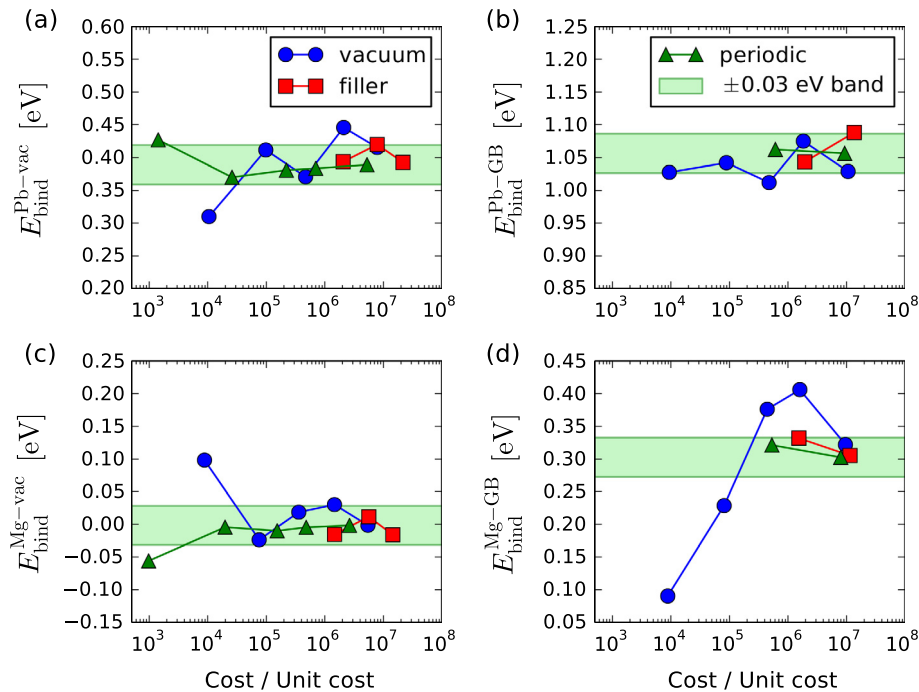 (a)
E_bind^Pb−vac [eV]
0.60
0.55
0.50
0.45
0.40
0.35
0.30
0.25
0.20
vacuum
filler
10^3 10^4 10^5 10^6 10^7 10^8
(b)
E_bind^Pb−GB [eV]
1.25
1.20
1.15
1.10
1.05
1.00
0.95
0.90
0.85
periodic
±0.03 eV band
10^3 10^4 10^5 10^6 10^7 10^8
(c)
E_bind^Mg−vac [eV]
0.25
0.20
0.15
0.10
0.05
0.00
−0.05
−0.10
−0.15
10^3 10^4 10^5 10^6 10^7 10^8
Cost / Unit cost
(d)
E_bind^Mg−GB [eV]
0.45
0.40
0.35
0.30
0.25
0.20
0.15
0.10
0.05
10^3 10^4 10^5 10^6 10^7 10^8
Cost / Unit cost